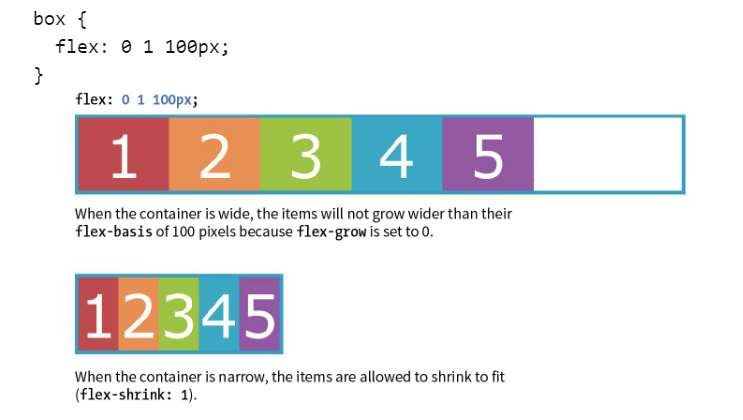 box {
flex: 0 1 100px;
}
flex: 0 1 100px;
1 2 3 4 5
When the container is wide, the items will not grow wider than their
flex-basis of 100 pixels because flex-grow is set to 0.
12345
When the container is narrow, the items are allowed to shrink to fit
(flex-shrink: 1).